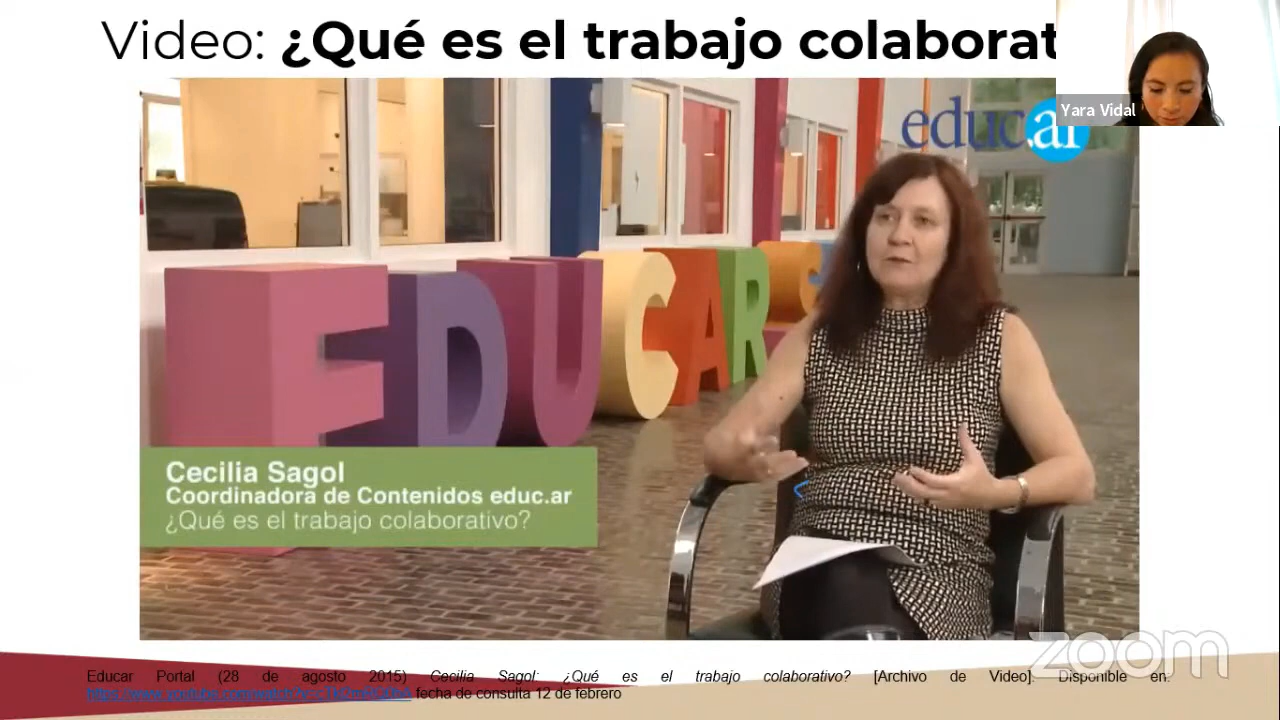 Video: ¿Qué es el trabajo colaborat
Yara Vidal
educ.ar
EDUCAR
Cecilia Sagol
Coordinadora de Contenidos educ.ar
¿Qué es el trabajo colaborativo?
zoom
Educar Portal (28 de agosto 2015) Cecilia Sagol: ¿Qué es el trabajo colaborativo? [Archivo de Video]. Disponible en:
fecha de consulta 12 de febrero